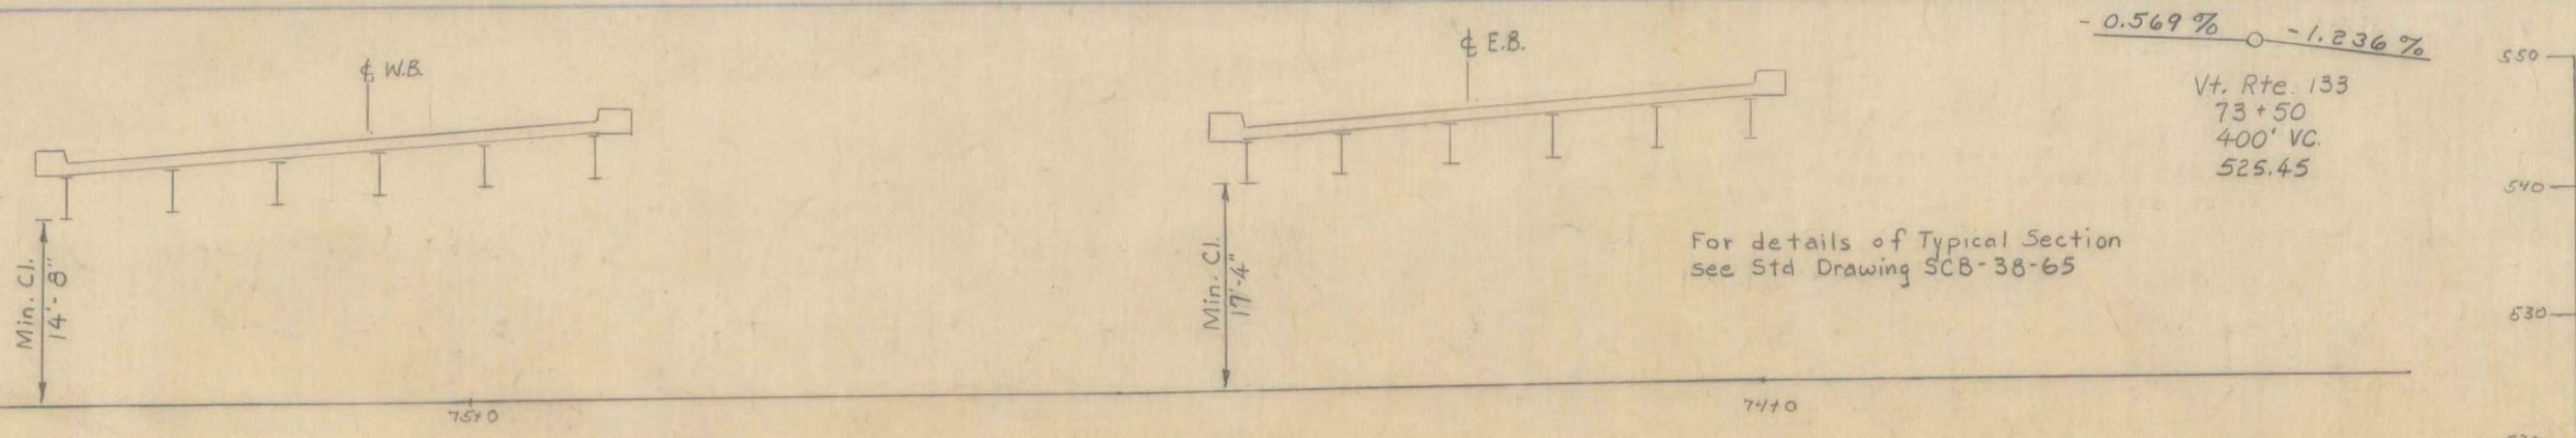 ℄ W.B.
Min. Cl.
14'-8"
75+0
℄ E.B.
Min. Cl.
17'-4"
74+0
For details of Typical Section
see Std Drawing SCB-38-65
- 0.569 %
-1.236 %
Vt. Rte. 133
73+50
400' VC.
525.45
550
540
530